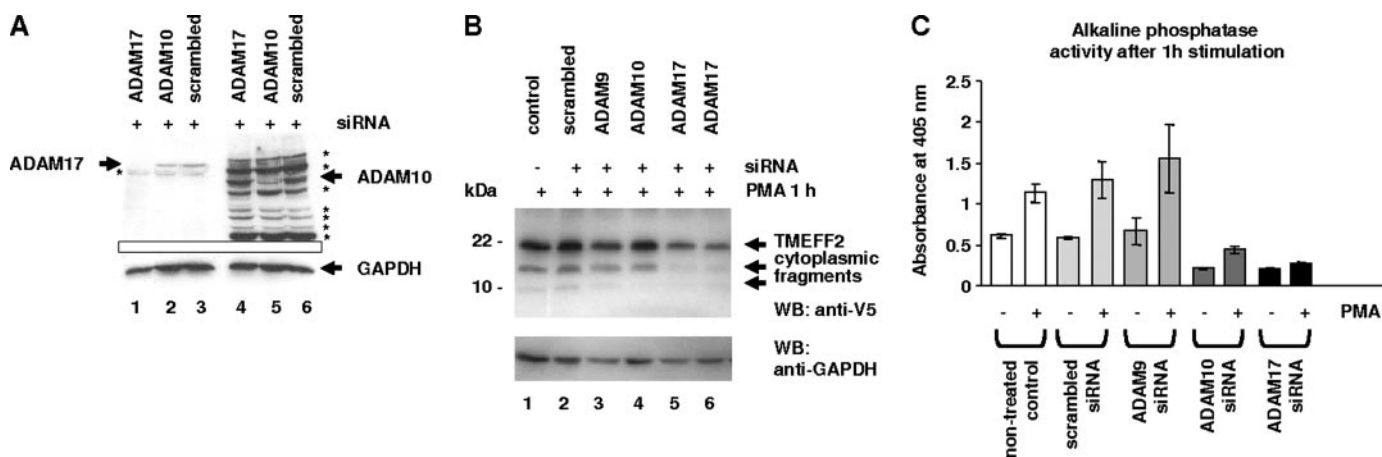 A
ADAM17
ADAM10
scrambled
ADAM17
ADAM10
scrambled
+ + + + + + siRNA
ADAM17
*
*
*
ADAM10
*
*
*
*
*
*
GAPDH
1 2 3 4 5 6
B
control
scrambled
ADAM9
ADAM10
ADAM17
ADAM17
- + + + + + siRNA
kDa + + + + + + PMA 1 h
22 -
10 -
TMEFF2
cytoplasmic
fragments
WB: anti-V5
WB:
anti-GAPDH
1 2 3 4 5 6
C
Alkaline phosphatase
activity after 1h stimulation
Absorbance at 405 nm
2.5
2
1.5
1
0.5
0
- + - + - + - + - + PMA
non-treated
control
scrambled
siRNA
ADAM9
siRNA
ADAM10
siRNA
ADAM17
siRNA